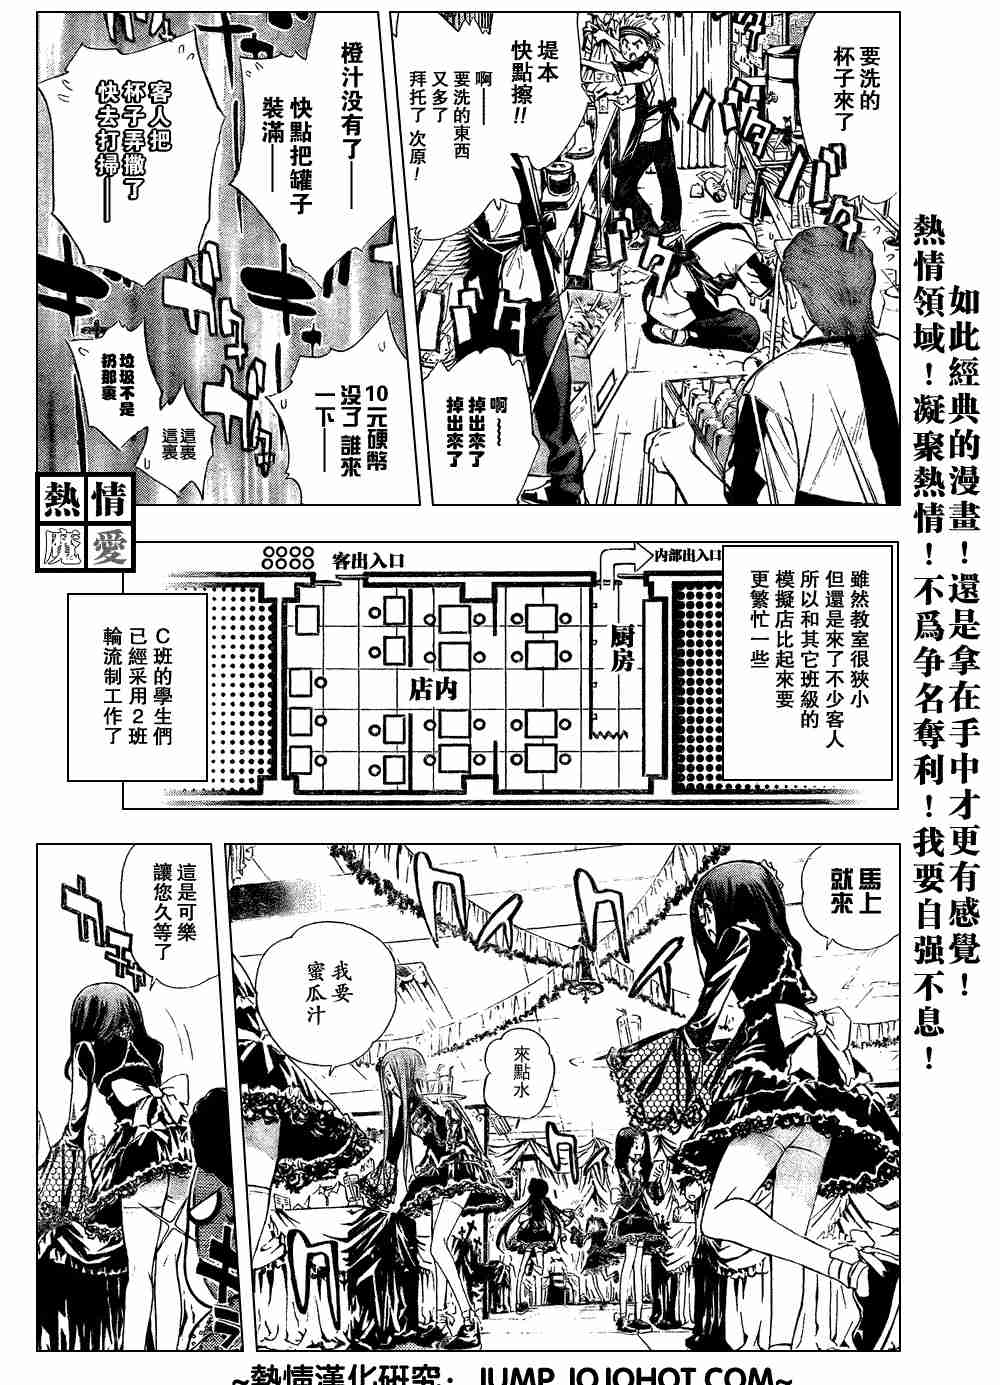 要洗的
杯子來了
堤本
快點擦!!
啊——
要洗的東西
又多了
拜托了 次原!
啊~
掉出來了
掉出來了
橙汁没有了——
快點把罐子
裝滿——
客人把
杯子弄撒了
快去打掃——
10元硬幣
没了 誰來
一下——
這裏
這裏
垃圾不是
扔那裏
バタ
バタ
熱情
魔愛
如此經典的漫畫！還是拿在手中才更有感覺！
熱情領域！凝聚熱情！不爲争名奪利！我要自强不息！
雖然教室很狹小
但還是來了不少客人
所以和其它班級的
模擬店比起來要
更繁忙一些
内部出入口
客出入口
厨房
店内
C班的學生們
已經采用2班
輪流制工作了
馬上
就來
我要
蜜瓜汁
來點水
這是可樂
讓您久等了
~熱情漢化研究：JUMP.JOJOHOT.COM~